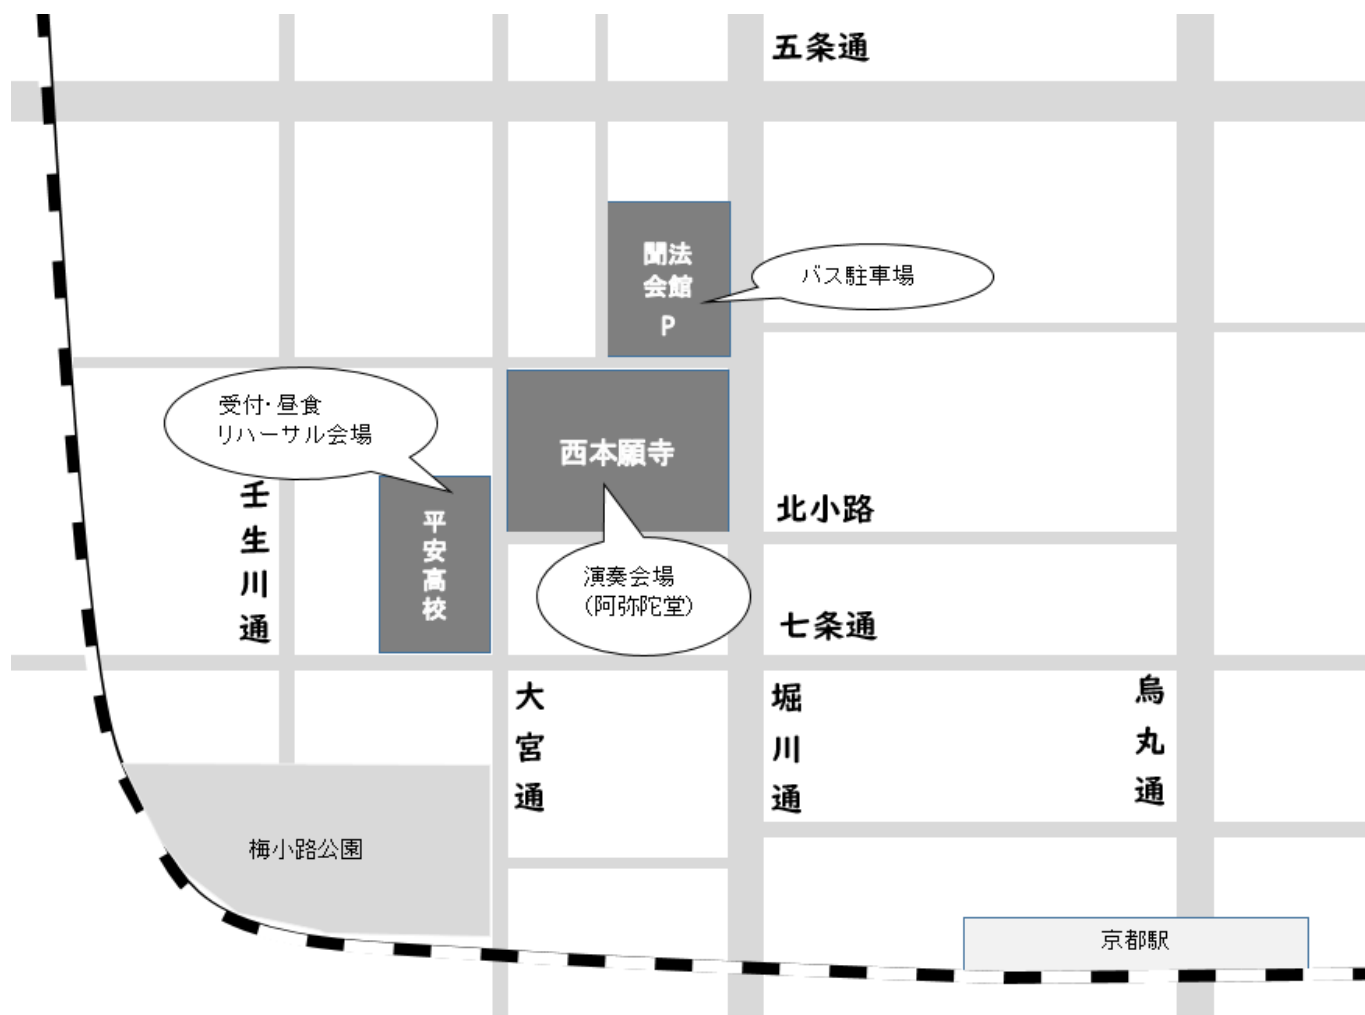 五条通
聞法
会館
P
バス駐車場
受付・昼食
リハーサル会場
西本願寺
壬生川通
平安高校
北小路
演奏会場
(阿弥陀堂)
七条通
大宮通
堀川通
烏丸通
梅小路公園
京都駅